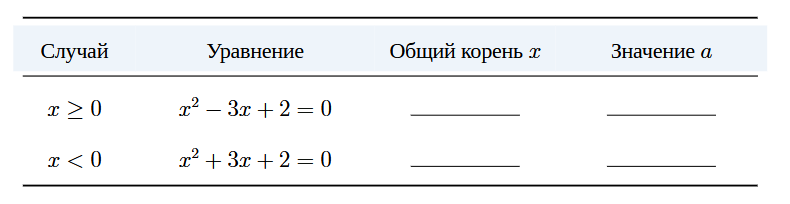 Случай Уравнение Общий корень x Значение a
x ≥ 0 x² − 3x + 2 = 0
x < 0 x² + 3x + 2 = 0